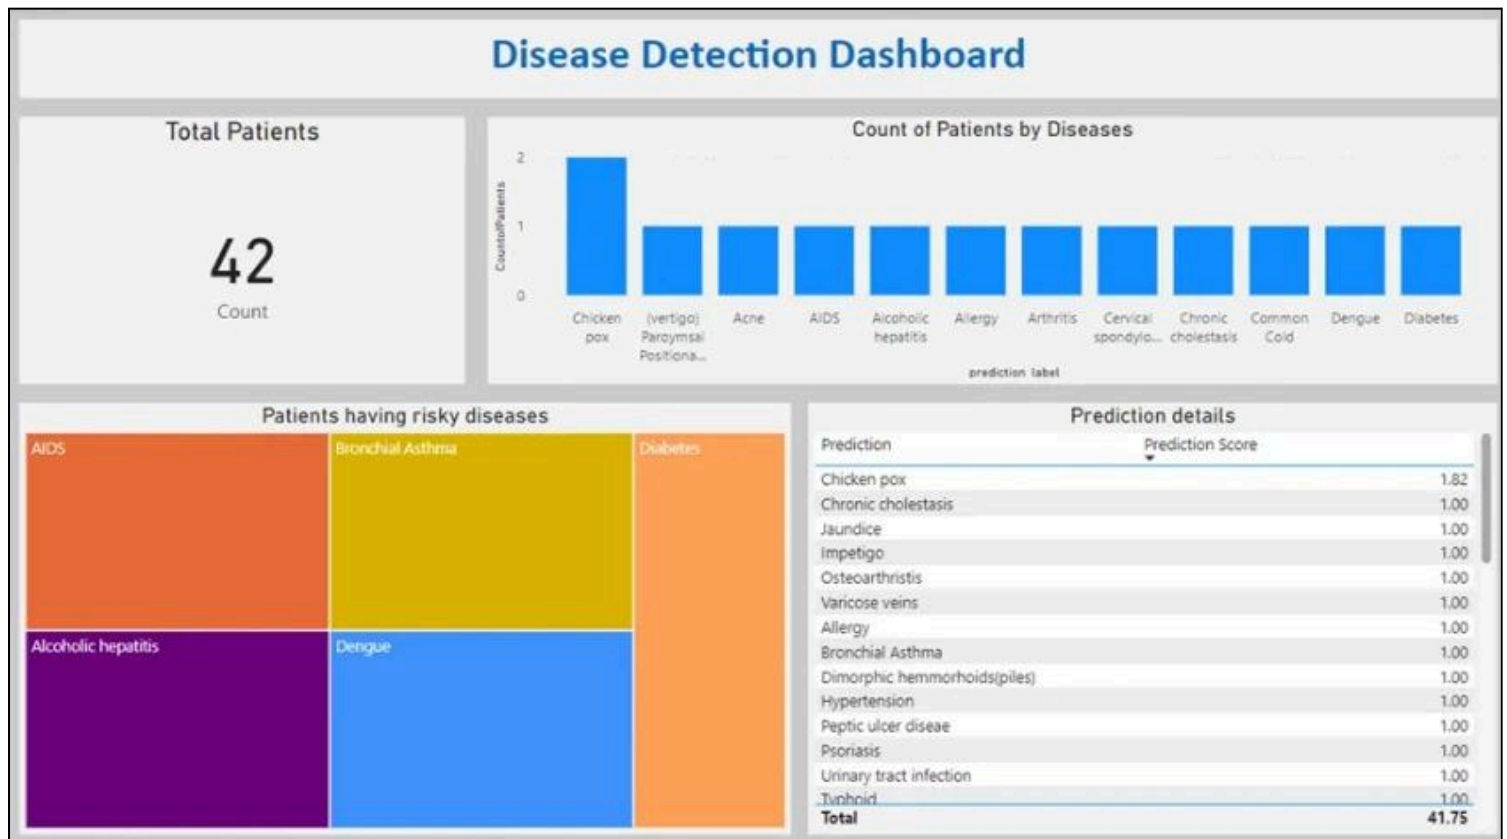 Disease Detection Dashboard
Total Patients
42
Count
Count of Patients by Diseases
CountofPatients
2
1
0
Chicken pox
(vertigo) Paroymsal Positiona...
Acne
AIDS
Alcoholic hepatitis
Allergy
Arthritis
Cervical spondylo...
Chronic cholestasis
Common Cold
Dengue
Diabetes
prediction label
Patients having risky diseases
AIDS
Bronchial Asthma
Diabetes
Alcoholic hepatitis
Dengue
Prediction details
Prediction Prediction Score
Chicken pox 1.82
Chronic cholestasis 1.00
Jaundice 1.00
Impetigo 1.00
Osteoarthristis 1.00
Varicose veins 1.00
Allergy 1.00
Bronchial Asthma 1.00
Dimorphic hemmorhoids(piles) 1.00
Hypertension 1.00
Peptic ulcer diseae 1.00
Psoriasis 1.00
Urinary tract infection 1.00
Typhoid 1.00
Total 41.75